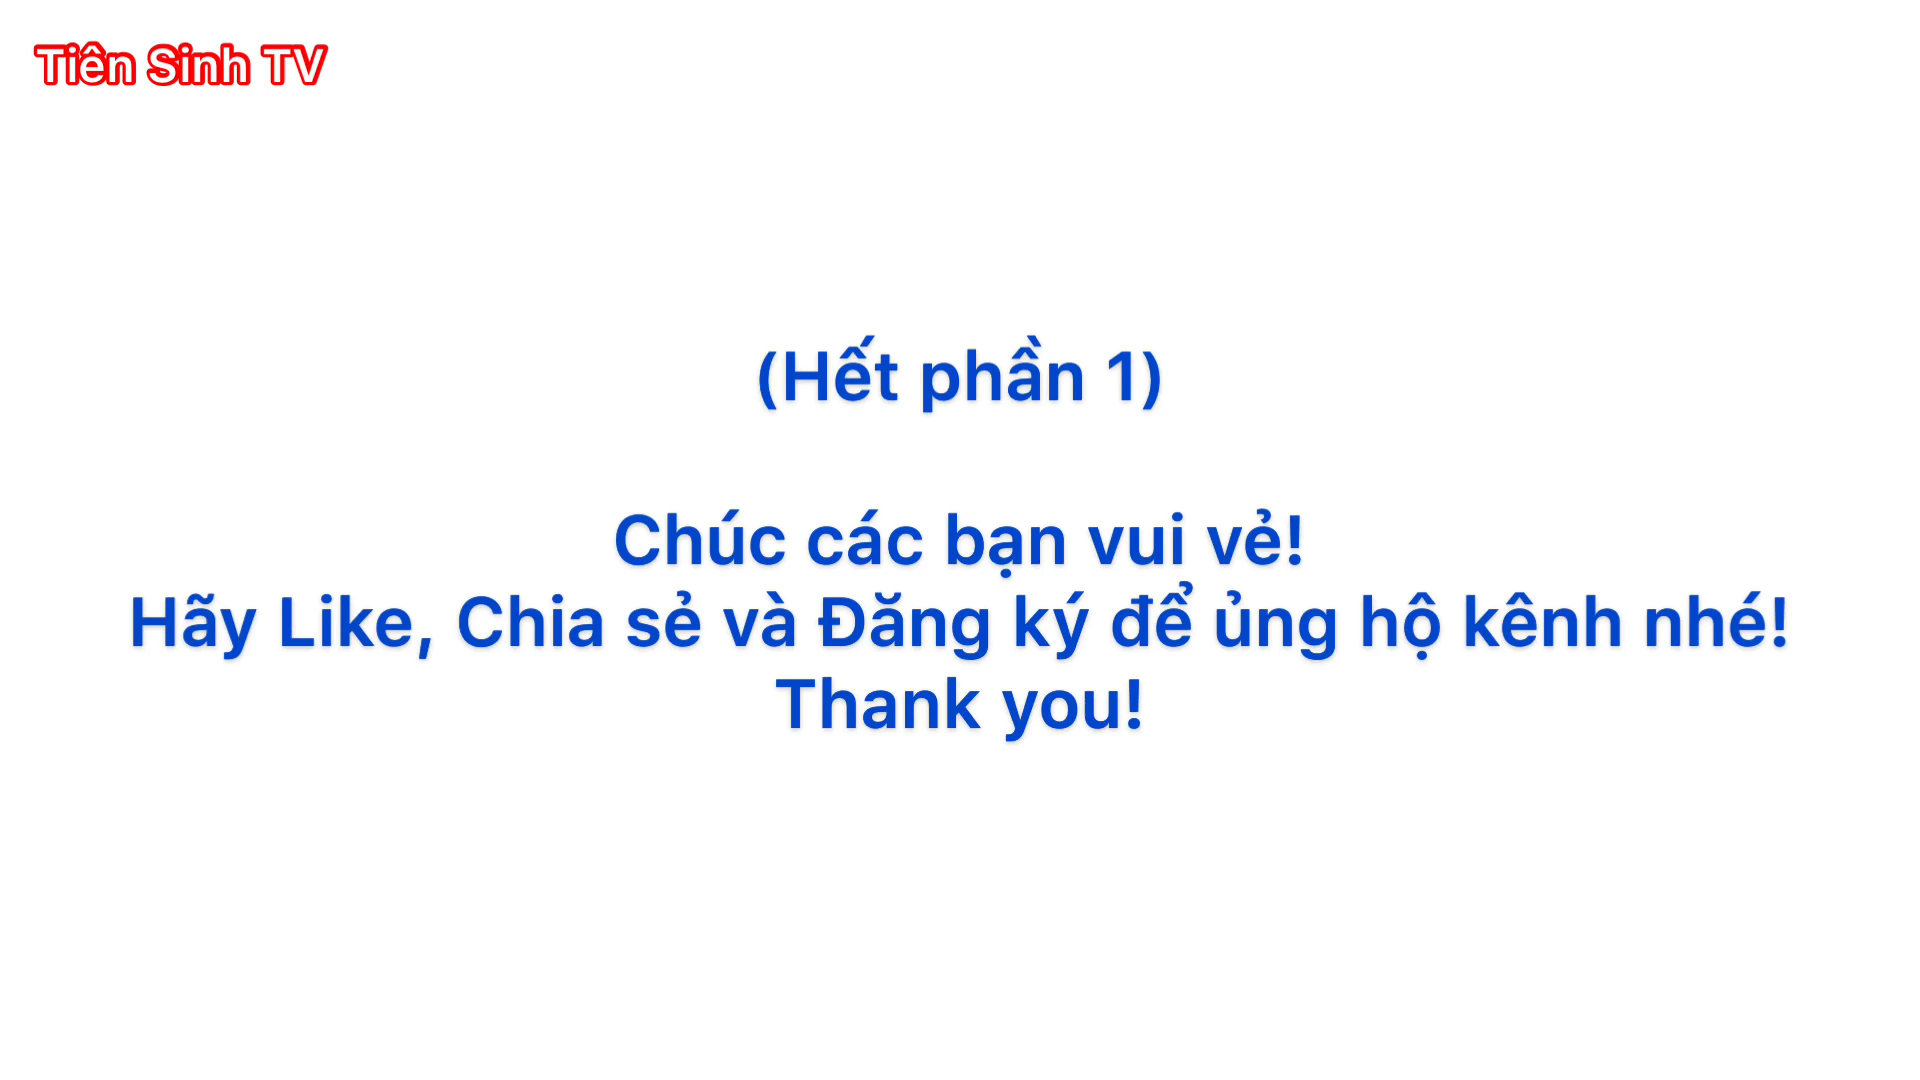 Tiên Sinh TV
(Hết phần 1)
Chúc các bạn vui vẻ!
Hãy Like, Chia sẻ và Đăng ký để ủng hộ kênh nhé!
Thank you!